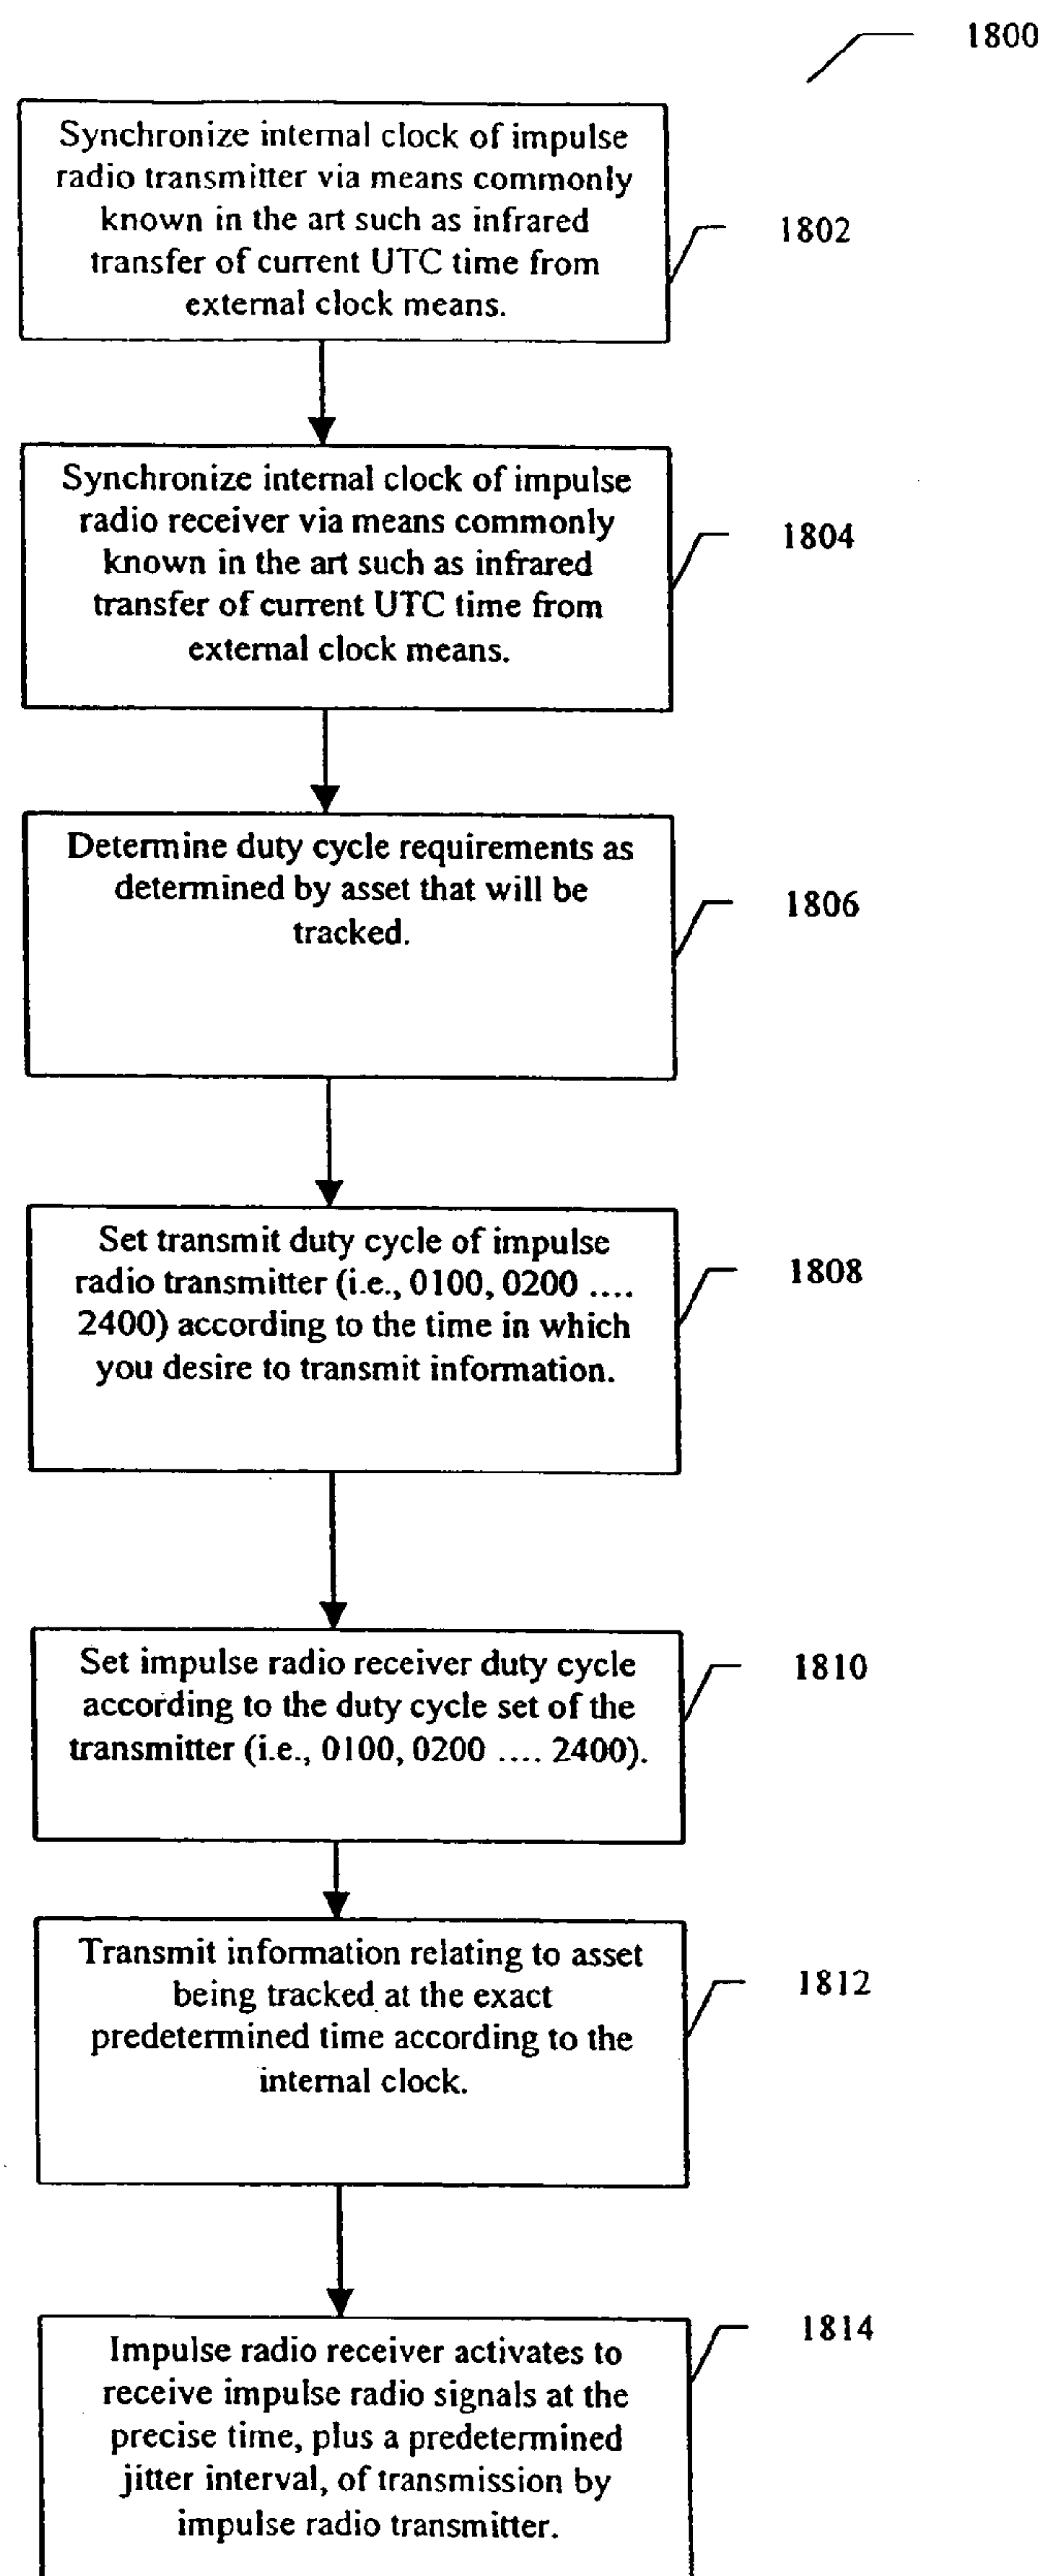 1800
Synchronize internal clock of impulse
radio transmitter via means commonly
known in the art such as infrared
transfer of current UTC time from
external clock means.
1802
Synchronize internal clock of impulse
radio receiver via means commonly
known in the art such as infrared
transfer of current UTC time from
external clock means.
1804
Determine duty cycle requirements as
determined by asset that will be
tracked.
1806
Set transmit duty cycle of impulse
radio transmitter (i.e., 0100, 0200 ....
2400) according to the time in which
you desire to transmit information.
1808
Set impulse radio receiver duty cycle
according to the duty cycle set of the
transmitter (i.e., 0100, 0200 .... 2400).
1810
Transmit information relating to asset
being tracked at the exact
predetermined time according to the
internal clock.
1812
Impulse radio receiver activates to
receive impulse radio signals at the
precise time, plus a predetermined
jitter interval, of transmission by
impulse radio transmitter.
1814